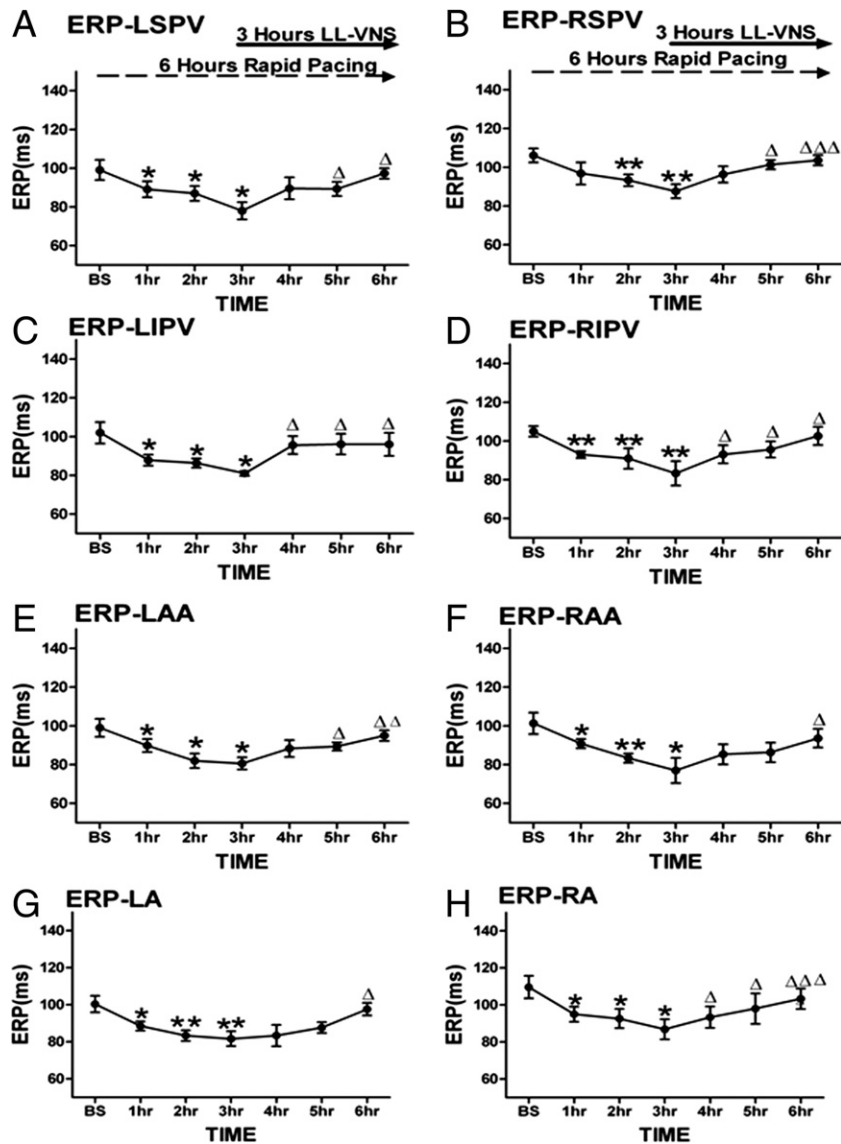 A ERP-LSPV
3 Hours LL-VNS
6 Hours Rapid Pacing
ERP(ms)
140
120
100
80
60
* * * Δ Δ
BS 1hr 2hr 3hr 4hr 5hr 6hr
TIME
B ERP-RSPV
3 Hours LL-VNS
6 Hours Rapid Pacing
ERP(ms)
140
120
100
80
60
** ** Δ ΔΔΔ
BS 1hr 2hr 3hr 4hr 5hr 6hr
TIME
C ERP-LIPV
ERP(ms)
140
120
100
80
60
* * * Δ Δ Δ
BS 1hr 2hr 3hr 4hr 5hr 6hr
TIME
D ERP-RIPV
ERP(ms)
140
120
100
80
60
** ** ** Δ Δ Δ
BS 1hr 2hr 3hr 4hr 5hr 6hr
TIME
E ERP-LAA
ERP(ms)
140
120
100
80
60
* * * Δ ΔΔ
BS 1hr 2hr 3hr 4hr 5hr 6hr
TIME
F ERP-RAA
ERP(ms)
140
120
100
80
60
* ** * Δ
BS 1hr 2hr 3hr 4hr 5hr 6hr
TIME
G ERP-LA
ERP(ms)
140
120
100
80
60
* ** ** Δ
BS 1hr 2hr 3hr 4hr 5hr 6hr
TIME
H ERP-RA
ERP(ms)
140
120
100
80
60
* * * Δ Δ ΔΔΔ
BS 1hr 2hr 3hr 4hr 5hr 6hr
TIME